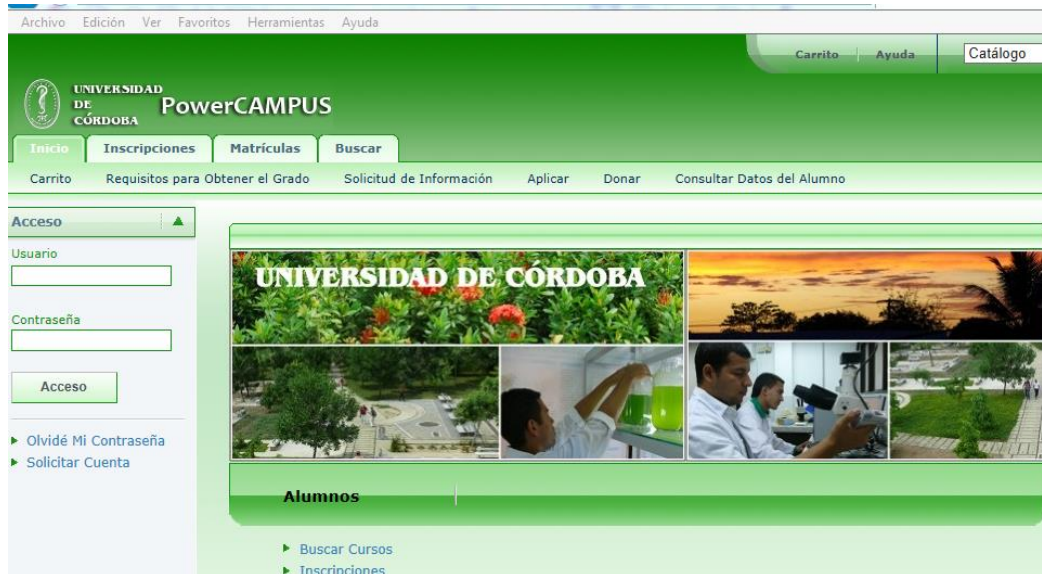 Archivo Edición Ver Favoritos Herramientas Ayuda
Carrito Ayuda Catálogo
UNIVERSIDAD
DE
CÓRDOBA
PowerCAMPUS
Inicio Inscripciones Matrículas Buscar
Carrito Requisitos para Obtener el Grado Solicitud de Información Aplicar Donar Consultar Datos del Alumno
Acceso
Usuario
Contraseña
Acceso
Olvidé Mi Contraseña
Solicitar Cuenta
UNIVERSIDAD DE CÓRDOBA
Alumnos
Buscar Cursos
Inscripciones